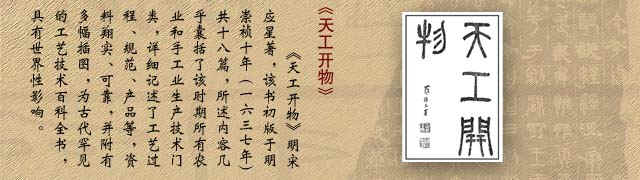 天工開
物
《天工开物》
《天工开物》明宋
应星著，该书初版于明
崇祯十年（一六三七年）
共十八篇，所述内容几
乎囊括了该时期所有农
业和手工业生产技术门
类，详细记述了工艺过
程、规范、产品等，资
料翔实、可靠，并附有
多幅插图，为古代罕见
的工艺技术百科全书，
具有世界性影响。